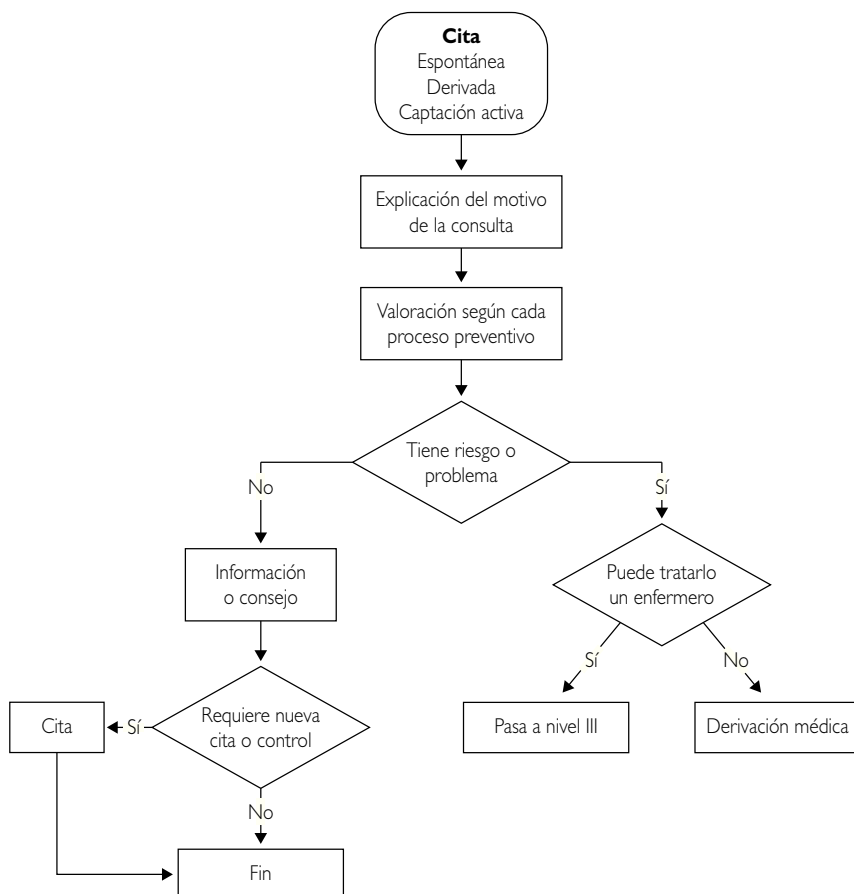 Cita
Espontánea
Derivada
Captación activa
Explicación del motivo
de la consulta
Valoración según cada
proceso preventivo
Tiene riesgo o
problema
No
Sí
Información
o consejo
Puede tratarlo
un enfermero
Sí
No
Cita
Sí
Requiere nueva
cita o control
Pasa a nivel III
Derivación médica
No
Fin